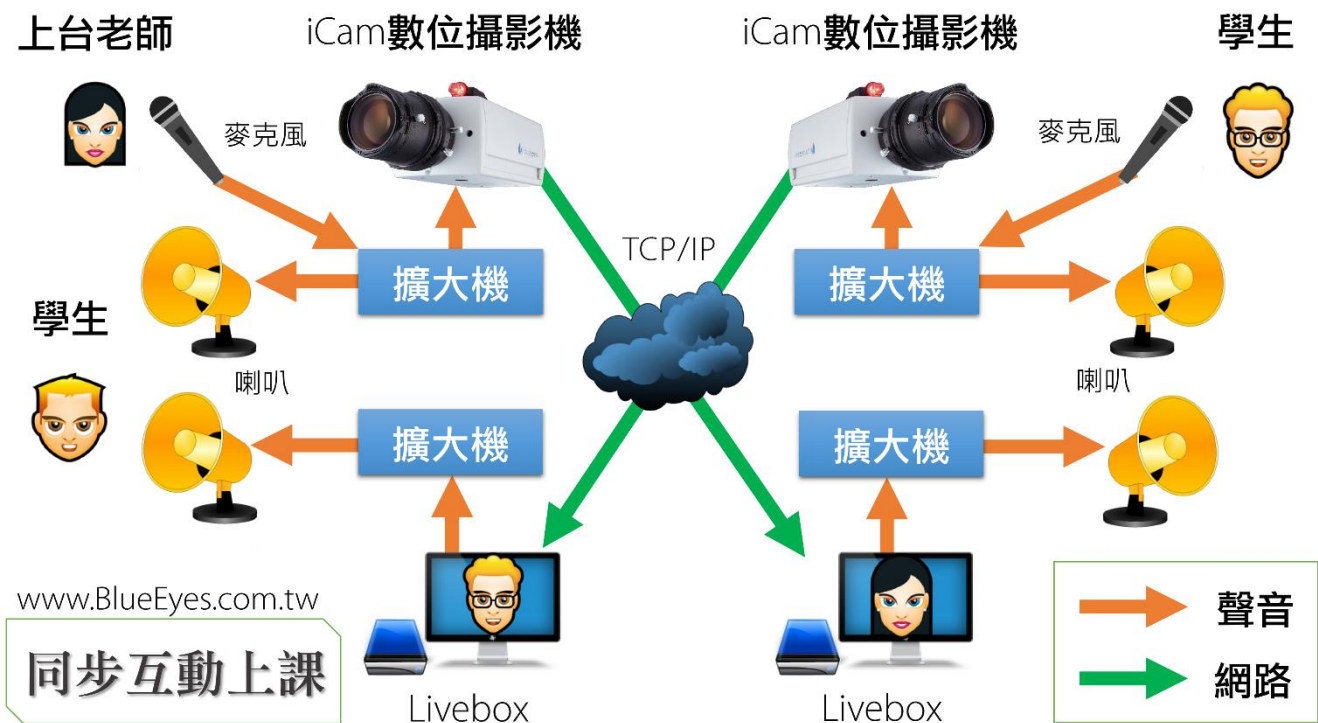 上台老師
iCam數位攝影機
iCam數位攝影機
學生
麥克風
麥克風
TCP/IP
擴大機
擴大機
學生
喇叭
喇叭
擴大機
擴大機
www.BlueEyes.com.tw
同步互動上課
Livebox
Livebox
聲音
網路